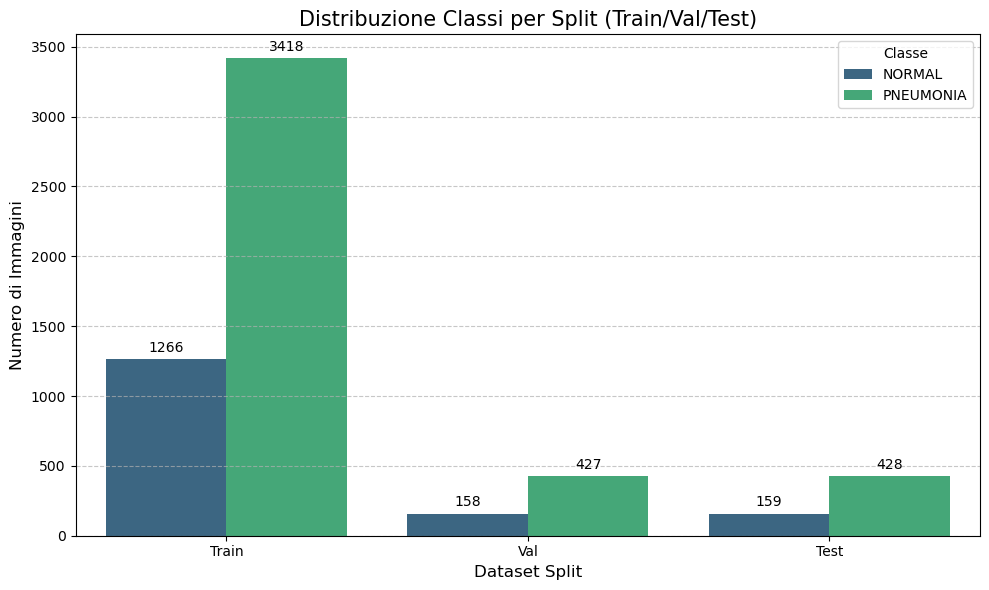 Distribuzione Classi per Split (Train/Val/Test)
Numero di Immagini
3500
3000
2500
2000
1500
1000
500
0
3418
1266
158
427
159
428
Classe
NORMAL
PNEUMONIA
Train
Val
Test
Dataset Split